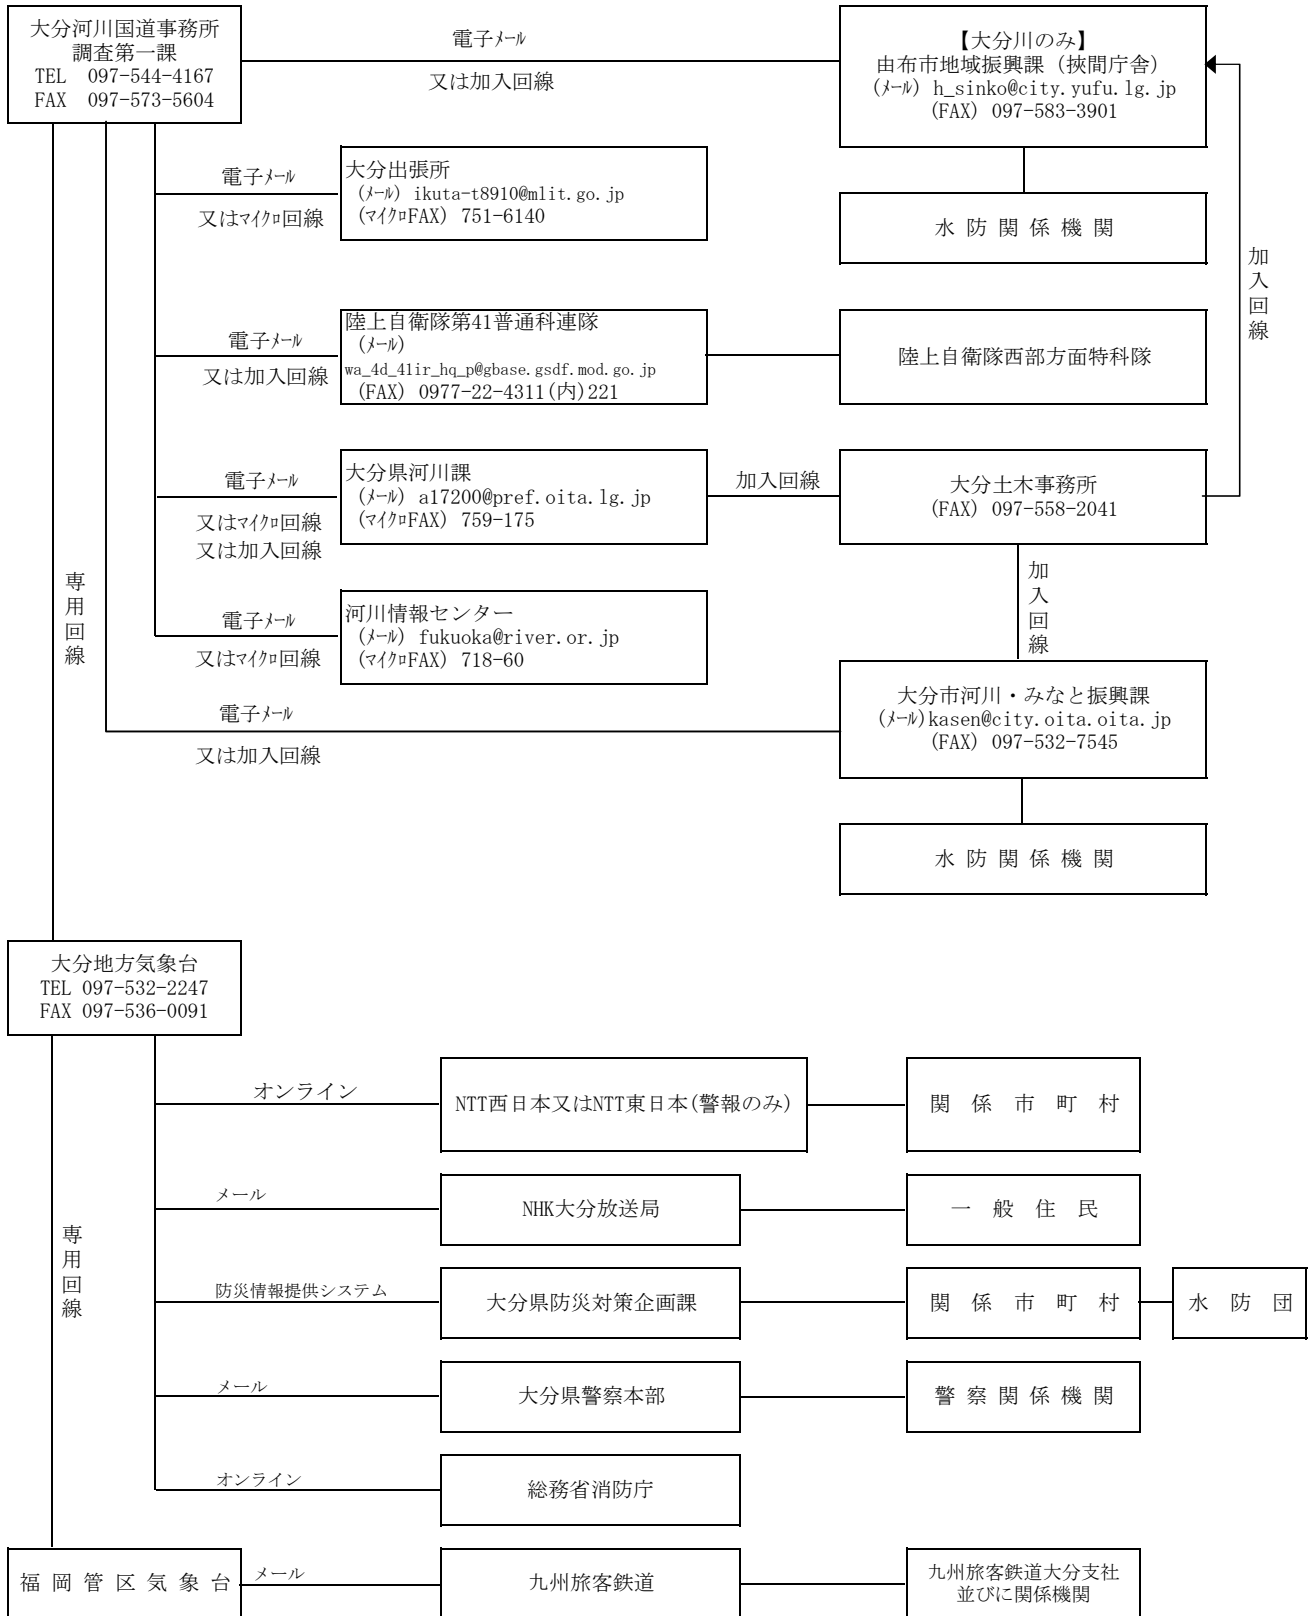 大分河川国道事務所
調査第一課
TEL 097-544-4167
FAX 097-573-5604
電子メール
又は加入回線
【大分川のみ】
由布市地域振興課（挾間庁舎）
(メール) h_sinko@city.yufu.lg.jp
(FAX) 097-583-3901
水防関係機関
加入回線
電子メール
又はマイクロ回線
大分出張所
(メール) ikuta-t8910@mlit.go.jp
(マイクロFAX) 751-6140
電子メール
又は加入回線
陸上自衛隊第41普通科連隊
(メール)
wa_4d_41ir_hq_p@gbase.gsdf.mod.go.jp
(FAX) 0977-22-4311(内)221
陸上自衛隊西部方面特科隊
電子メール
又はマイクロ回線
又は加入回線
大分県河川課
(メール) a17200@pref.oita.lg.jp
(マイクロFAX) 759-175
加入回線
大分土木事務所
(FAX) 097-558-2041
加入回線
専用回線
電子メール
又はマイクロ回線
河川情報センター
(メール) fukuoka@river.or.jp
(マイクロFAX) 718-60
電子メール
又は加入回線
大分市河川・みなと振興課
(メール)kasen@city.oita.oita.jp
(FAX) 097-532-7545
水防関係機関
大分地方気象台
TEL 097-532-2247
FAX 097-536-0091
オンライン
NTT西日本又はNTT東日本(警報のみ)
関係市町村
メール
NHK大分放送局
一般住民
専用回線
防災情報提供システム
大分県防災対策企画課
関係市町村
水防団
メール
大分県警察本部
警察関係機関
オンライン
総務省消防庁
福岡管区気象台
メール
九州旅客鉄道
九州旅客鉄道大分支社
並びに関係機関